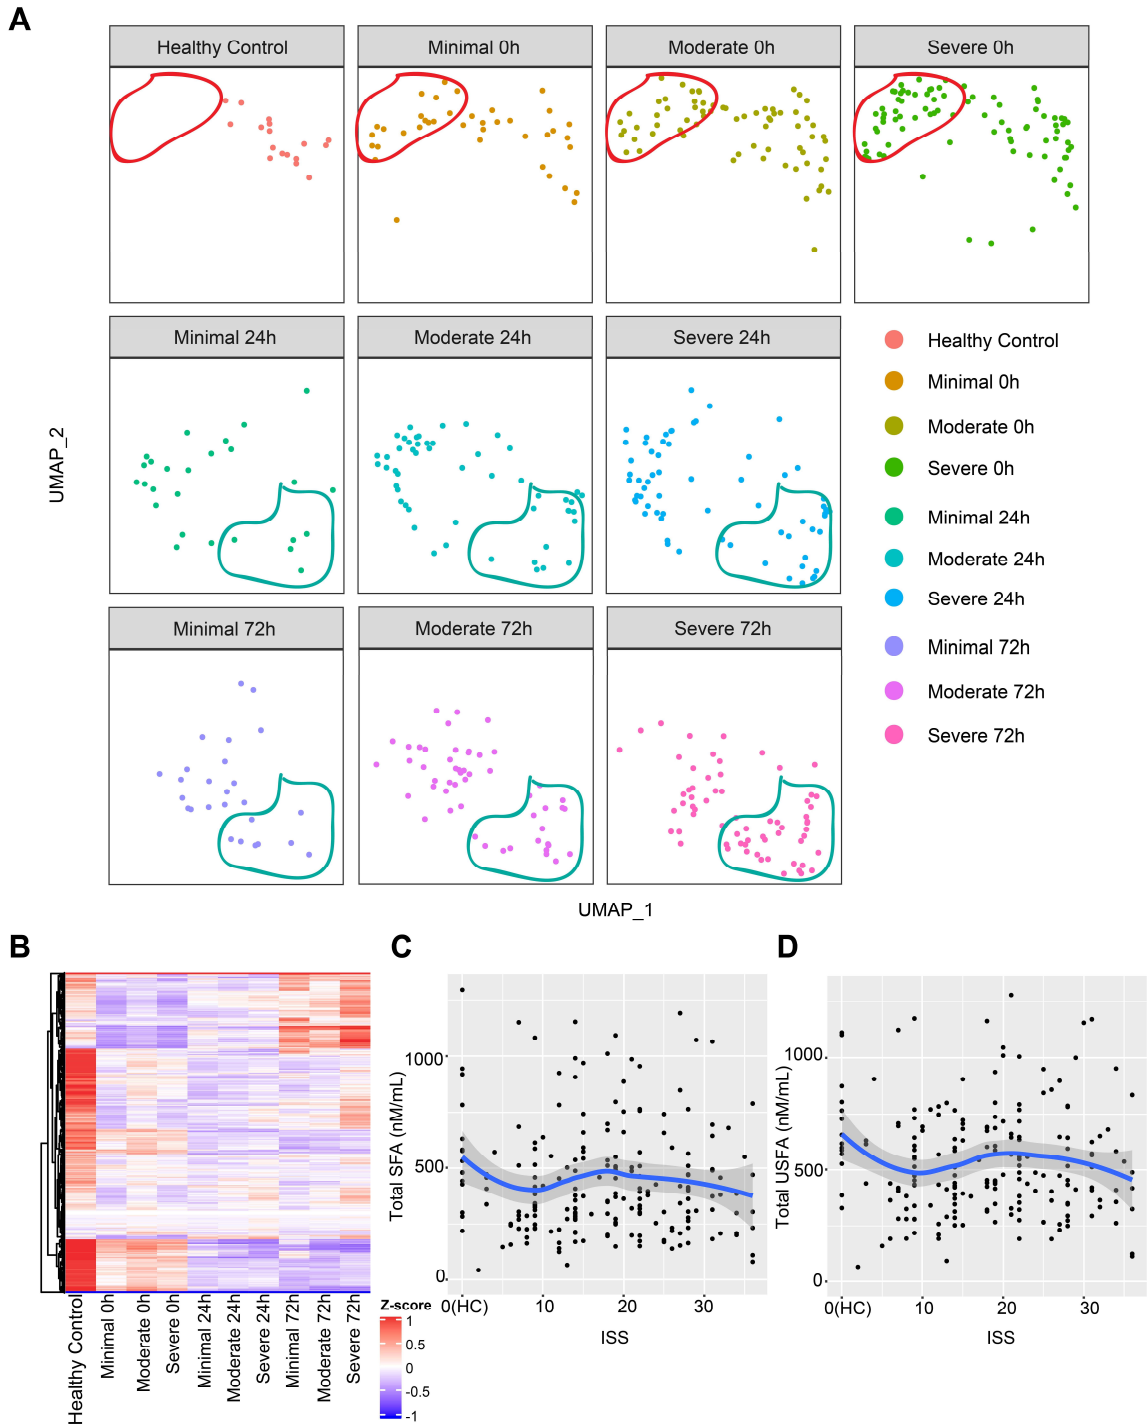 A
Healthy Control
Minimal 0h
Moderate 0h
Severe 0h
Minimal 24h
Moderate 24h
Severe 24h
Healthy Control
Minimal 0h
Moderate 0h
Severe 0h
Minimal 24h
Moderate 24h
Severe 24h
Minimal 72h
Moderate 72h
Severe 72h
UMAP_2
Minimal 72h
Moderate 72h
Severe 72h
UMAP_1
B
Healthy Control
Minimal 0h
Moderate 0h
Severe 0h
Minimal 24h
Moderate 24h
Severe 24h
Minimal 72h
Moderate 72h
Severe 72h
Z-score
1
0.5
0
-0.5
-1
C
Total SFA (nM/mL)
1000
500
0
0(HC)
10
20
30
ISS
D
Total USFA (nM/mL)
1000
500
0
0(HC)
10
20
30
ISS